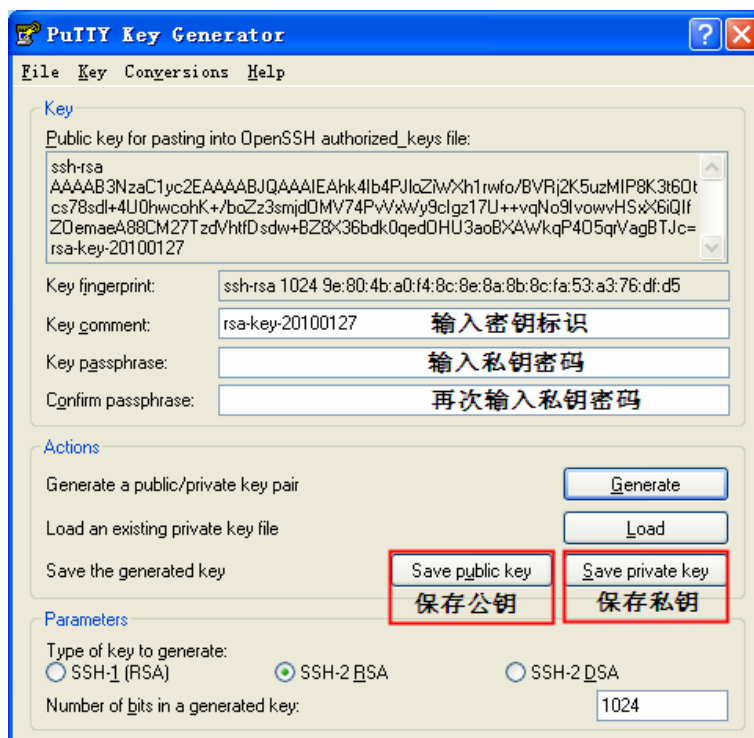 PuTTY Key Generator
File Key Conversions Help
Key
Public key for pasting into OpenSSH authorized_keys file:
ssh-rsa
AAAAB3NzaC1yc2EAAAABJQAAAIEAhk4Ib4PJIoZiWXh1rwfo/BVRj2K5uzMIP8K3t6Ot
cs78sdI+4U0hwcohK+/boZz3smjdOMV74PvVxWy9cIgz17U++vqNo9IvowvHSxX6iQIf
ZOemaeA88CM27TzdVhtfDsdw+BZ8X36bdk0qedOHU3aoBXAWkqP4O5qrVagBTJc=
rsa-key-20100127
Key fingerprint: ssh-rsa 1024 9e:80:4b:a0:f4:8c:8e:8a:8b:8c:fa:53:a3:76:df:d5
Key comment: rsa-key-20100127 输入密钥标识
Key passphrase: 输入私钥密码
Confirm passphrase: 再次输入私钥密码
Actions
Generate a public/private key pair Generate
Load an existing private key file Load
Save the generated key Save public key Save private key
保存公钥 保存私钥
Parameters
Type of key to generate:
SSH-1 (RSA) SSH-2 RSA SSH-2 DSA
Number of bits in a generated key: 1024